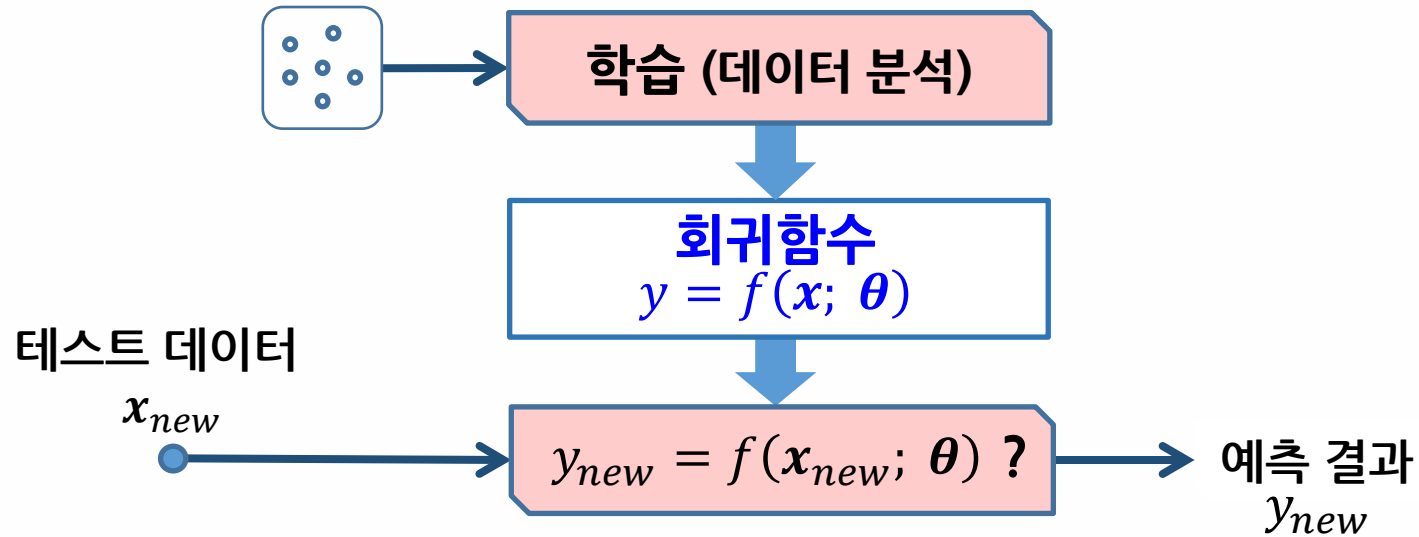 학습 (데이터 분석)
회귀함수
y = f(x; θ)
테스트 데이터
x_new
y_new = f(x_new; θ) ?
예측 결과
y_new